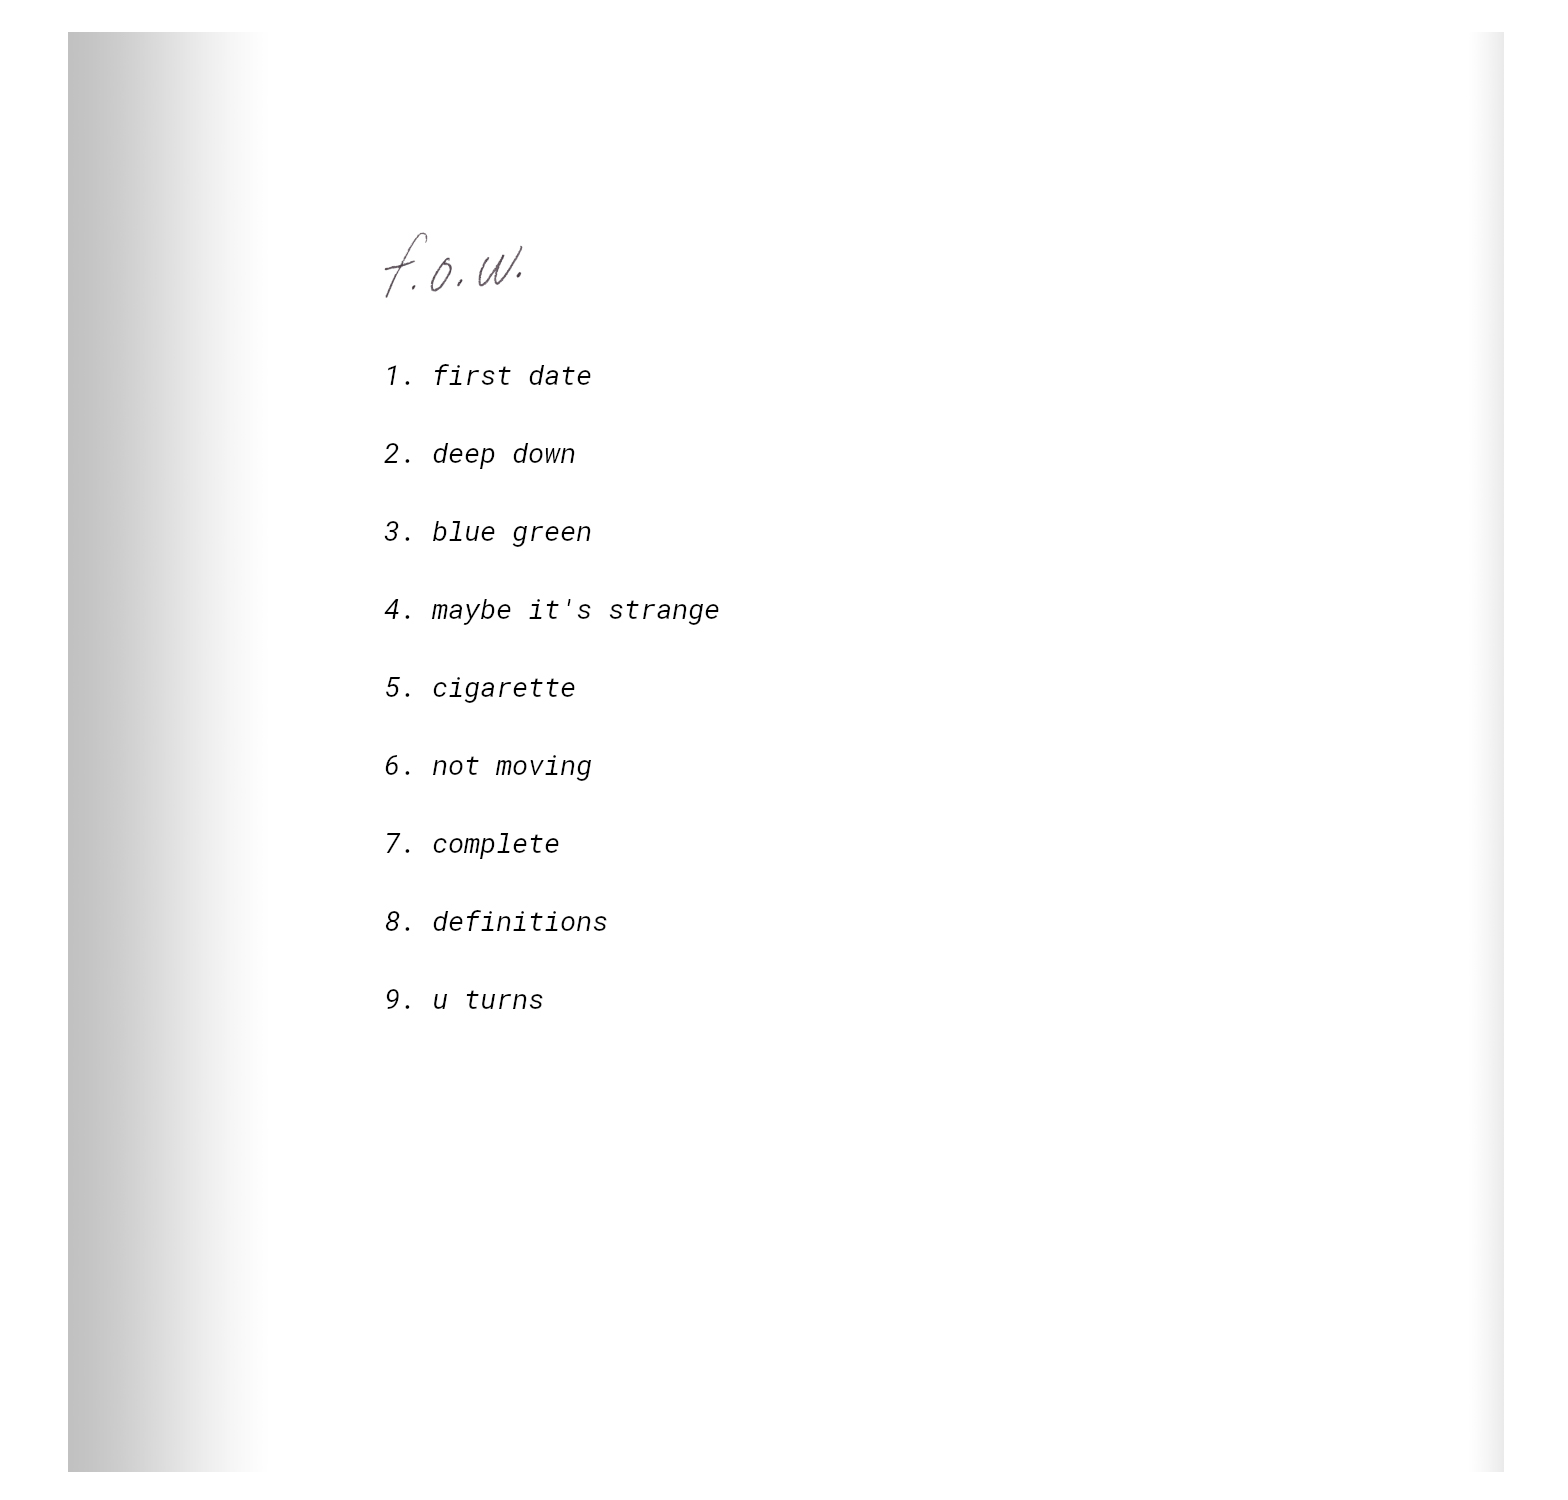 f.o.w.
1. first date
2. deep down
3. blue green
4. maybe it's strange
5. cigarette
6. not moving
7. complete
8. definitions
9. u turns